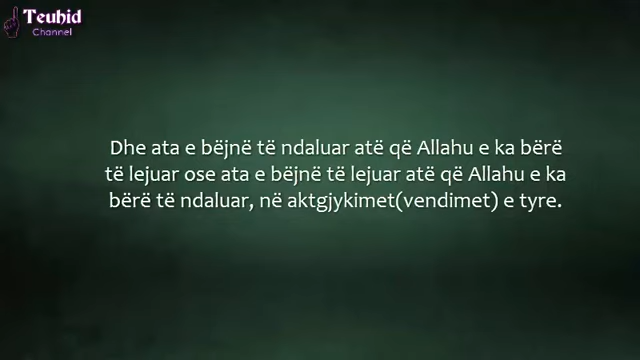 Teuhid
Channel
Dhe ata e bëjnë të ndaluar atë që Allahu e ka bërë
të lejuar ose ata e bëjnë të lejuar atë që Allahu e ka
bërë të ndaluar, në aktgjykimet(vendimet) e tyre.